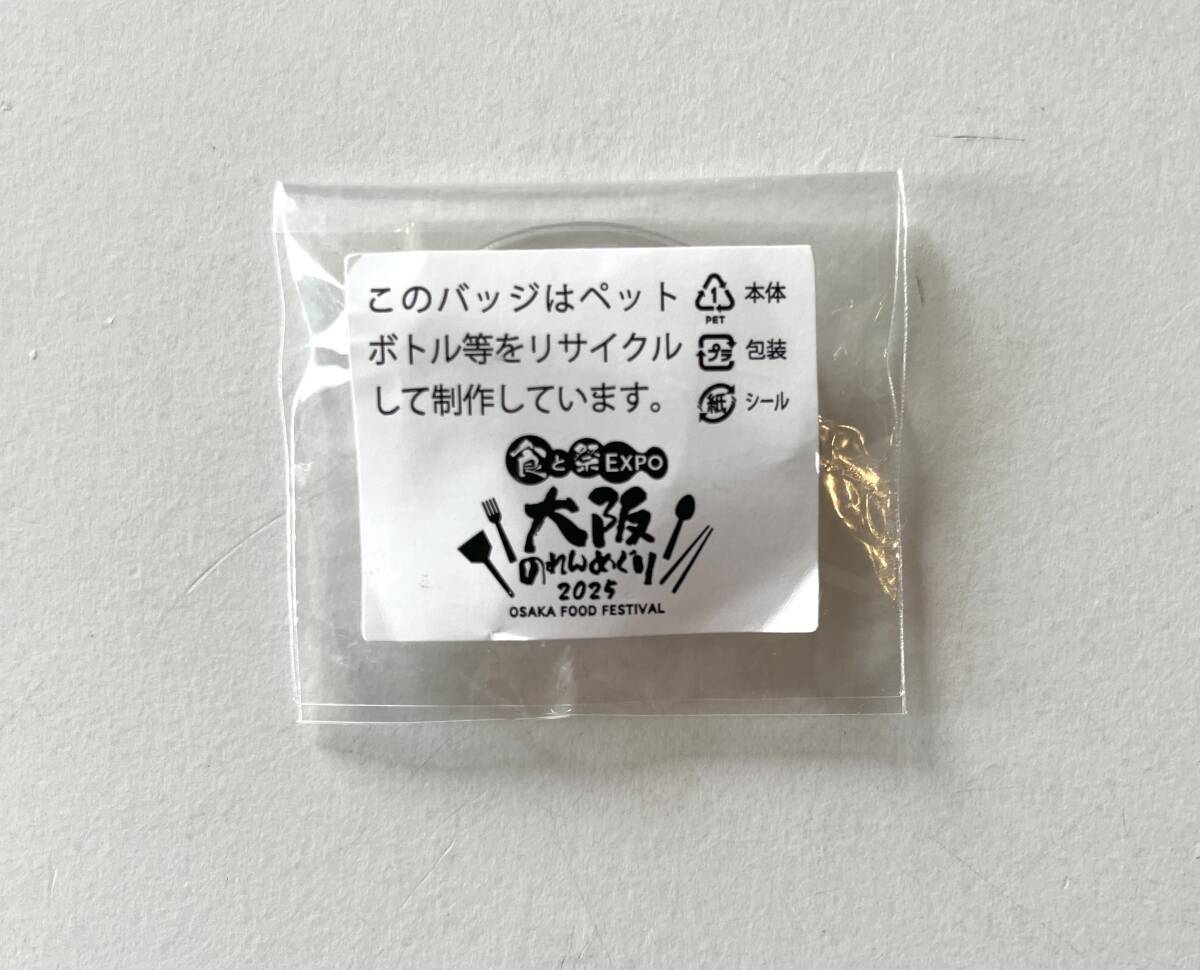 このバッジはペット
ボトル等をリサイクル
して制作しています。
1 PET 本体
プラ 包装
紙 シール
食と祭EXPO
大阪
のれんめぐり
2025
OSAKA FOOD FESTIVAL